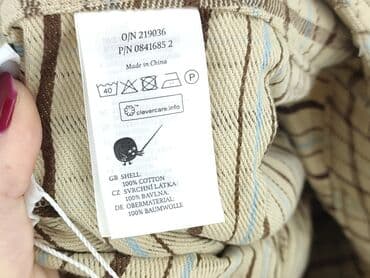 O/N 219036
P/N 0841685 2
Made in China
40 P
clevercare.info
GB SHELL:
100% COTTON
CZ SVRCHNÍ LÁTKA:
100% BAVLNA.
DE OBERMATERIAL:
100% BAUMWOLLE